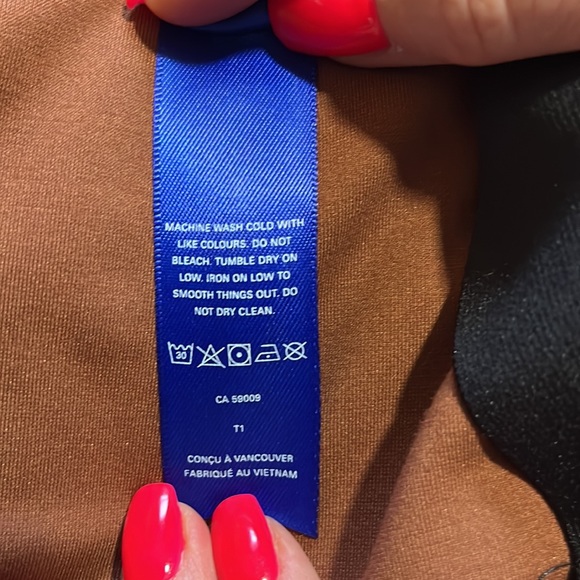 MACHINE WASH COLD WITH
LIKE COLOURS. DO NOT
BLEACH. TUMBLE DRY ON
LOW. IRON ON LOW TO
SMOOTH THINGS OUT. DO
NOT DRY CLEAN.
30
CA 59009
T1
CONÇU À VANCOUVER
FABRIQUÉ AU VIETNAM